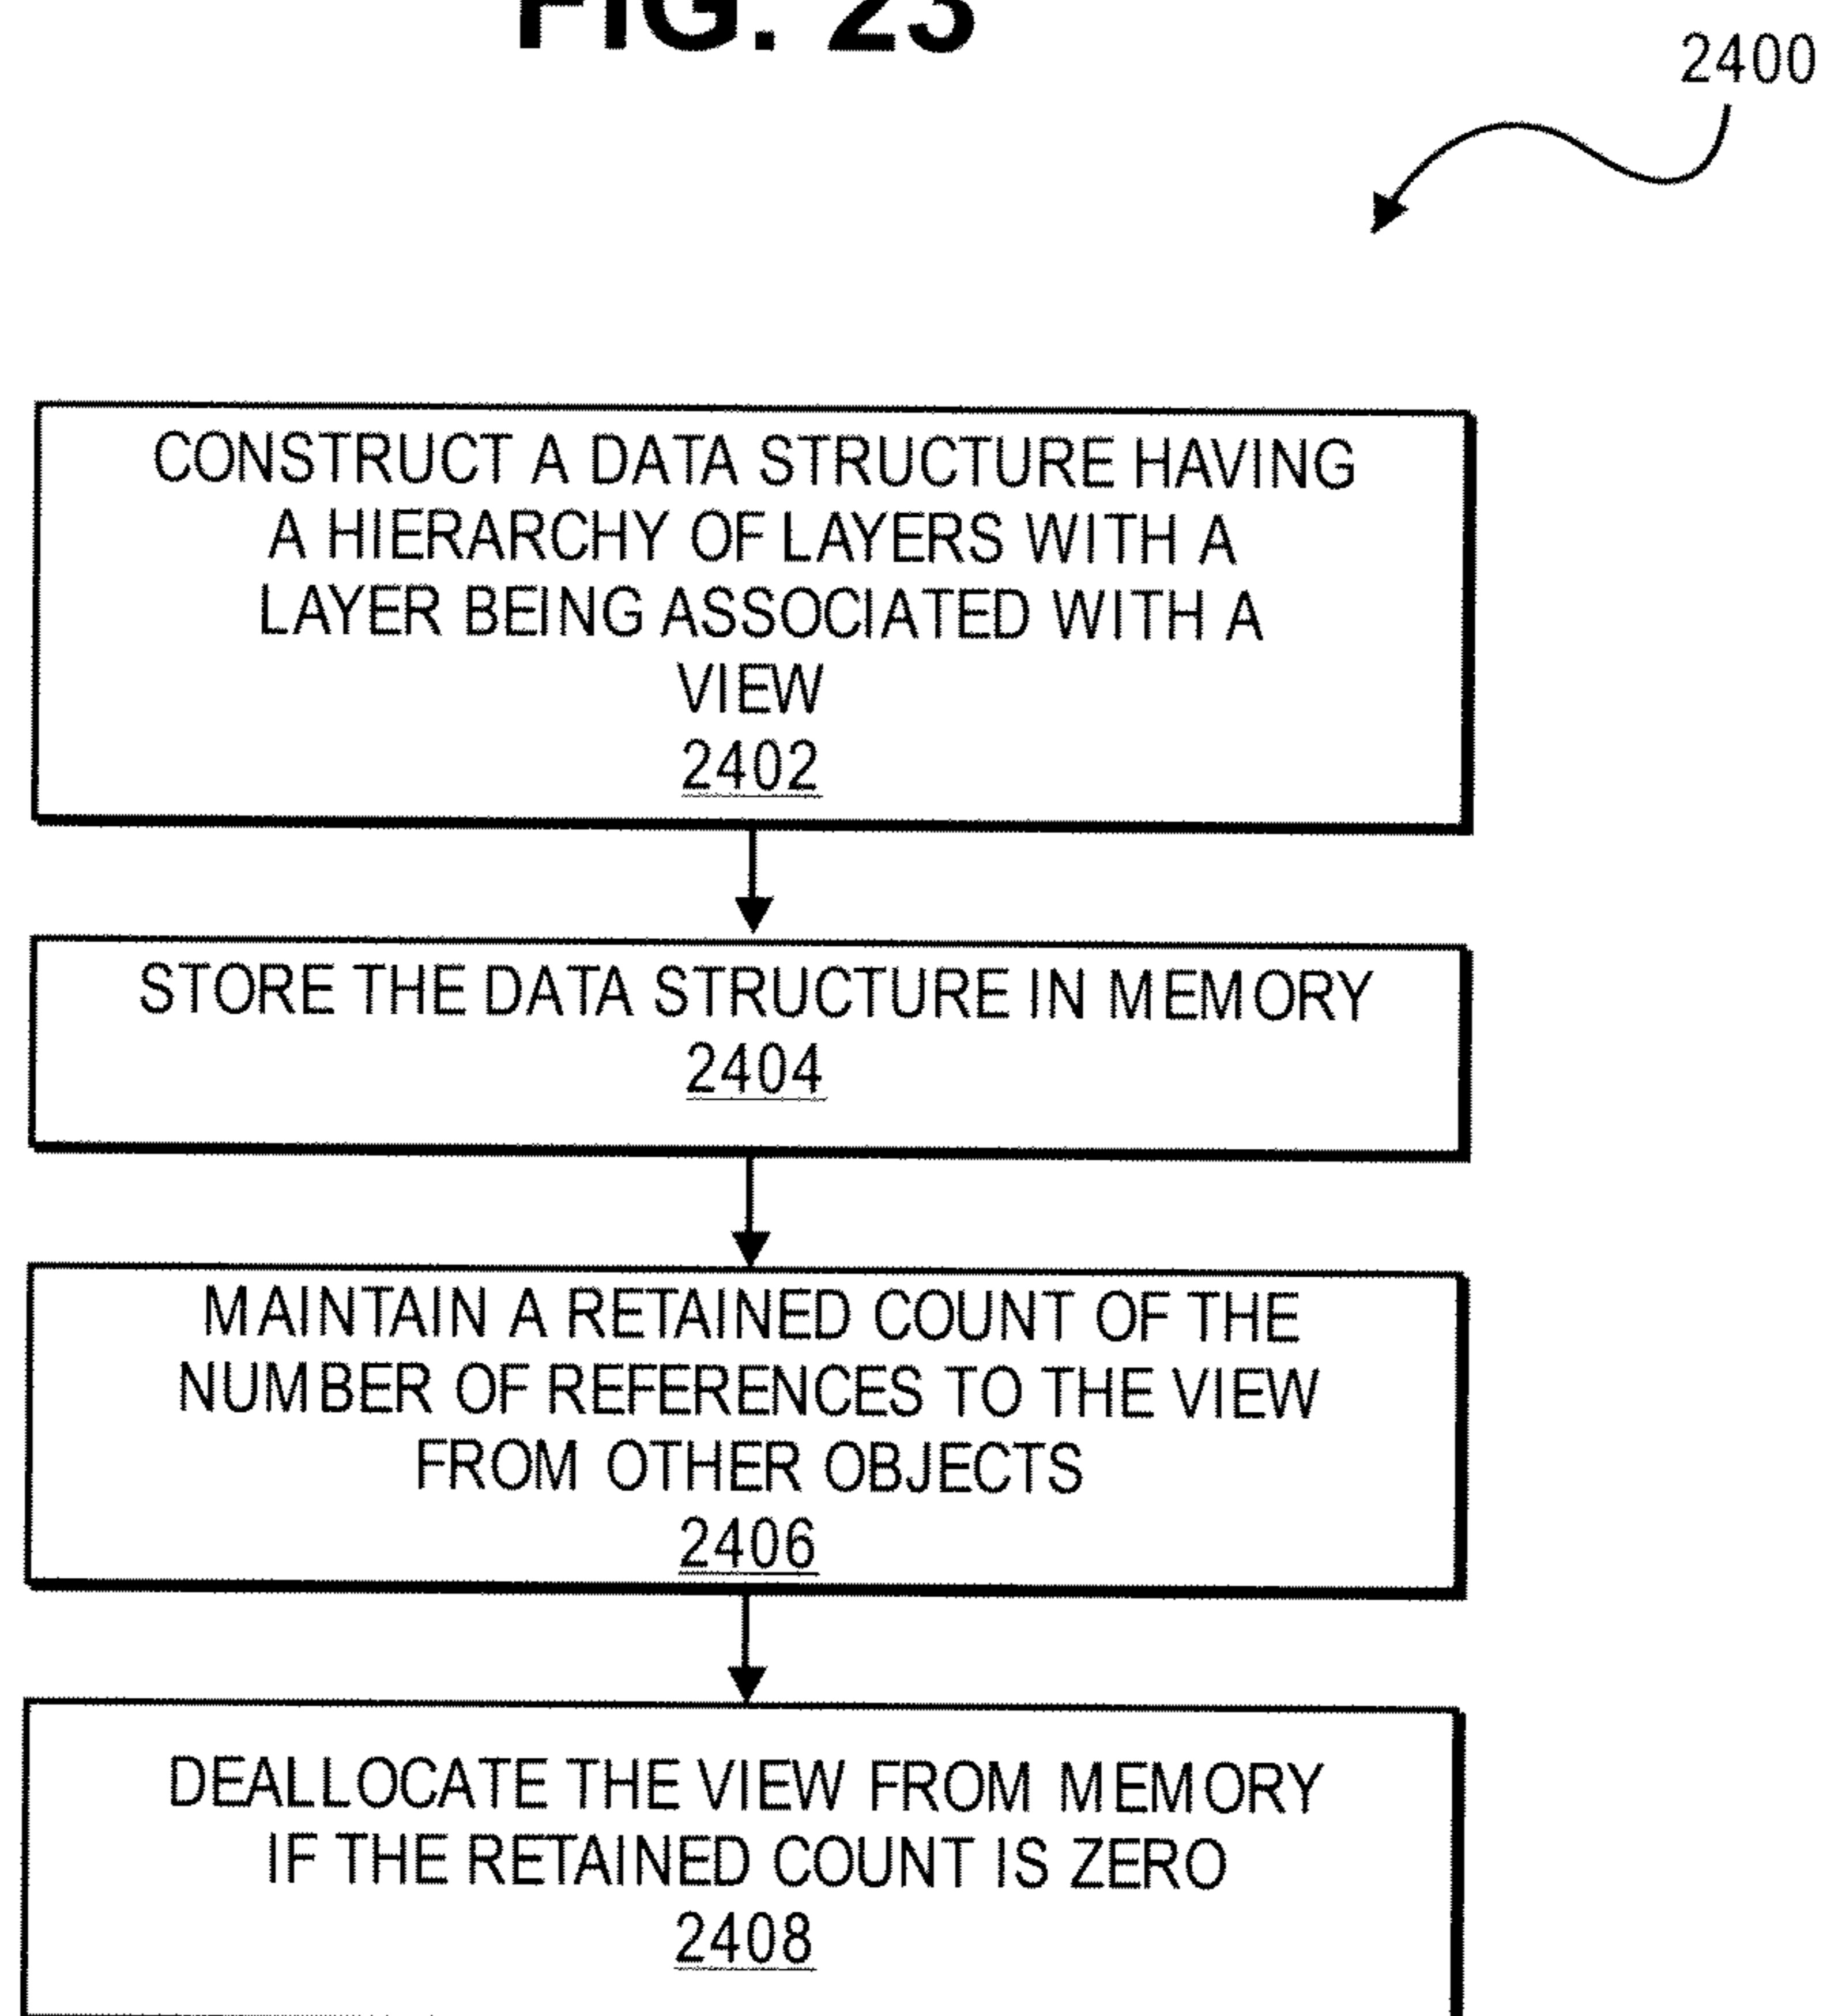 FIG. 23
2400
CONSTRUCT A DATA STRUCTURE HAVING
A HIERARCHY OF LAYERS WITH A
LAYER BEING ASSOCIATED WITH A
VIEW
2402
STORE THE DATA STRUCTURE IN MEMORY
2404
MAINTAIN A RETAINED COUNT OF THE
NUMBER OF REFERENCES TO THE VIEW
FROM OTHER OBJECTS
2406
DEALLOCATE THE VIEW FROM MEMORY
IF THE RETAINED COUNT IS ZERO
2408